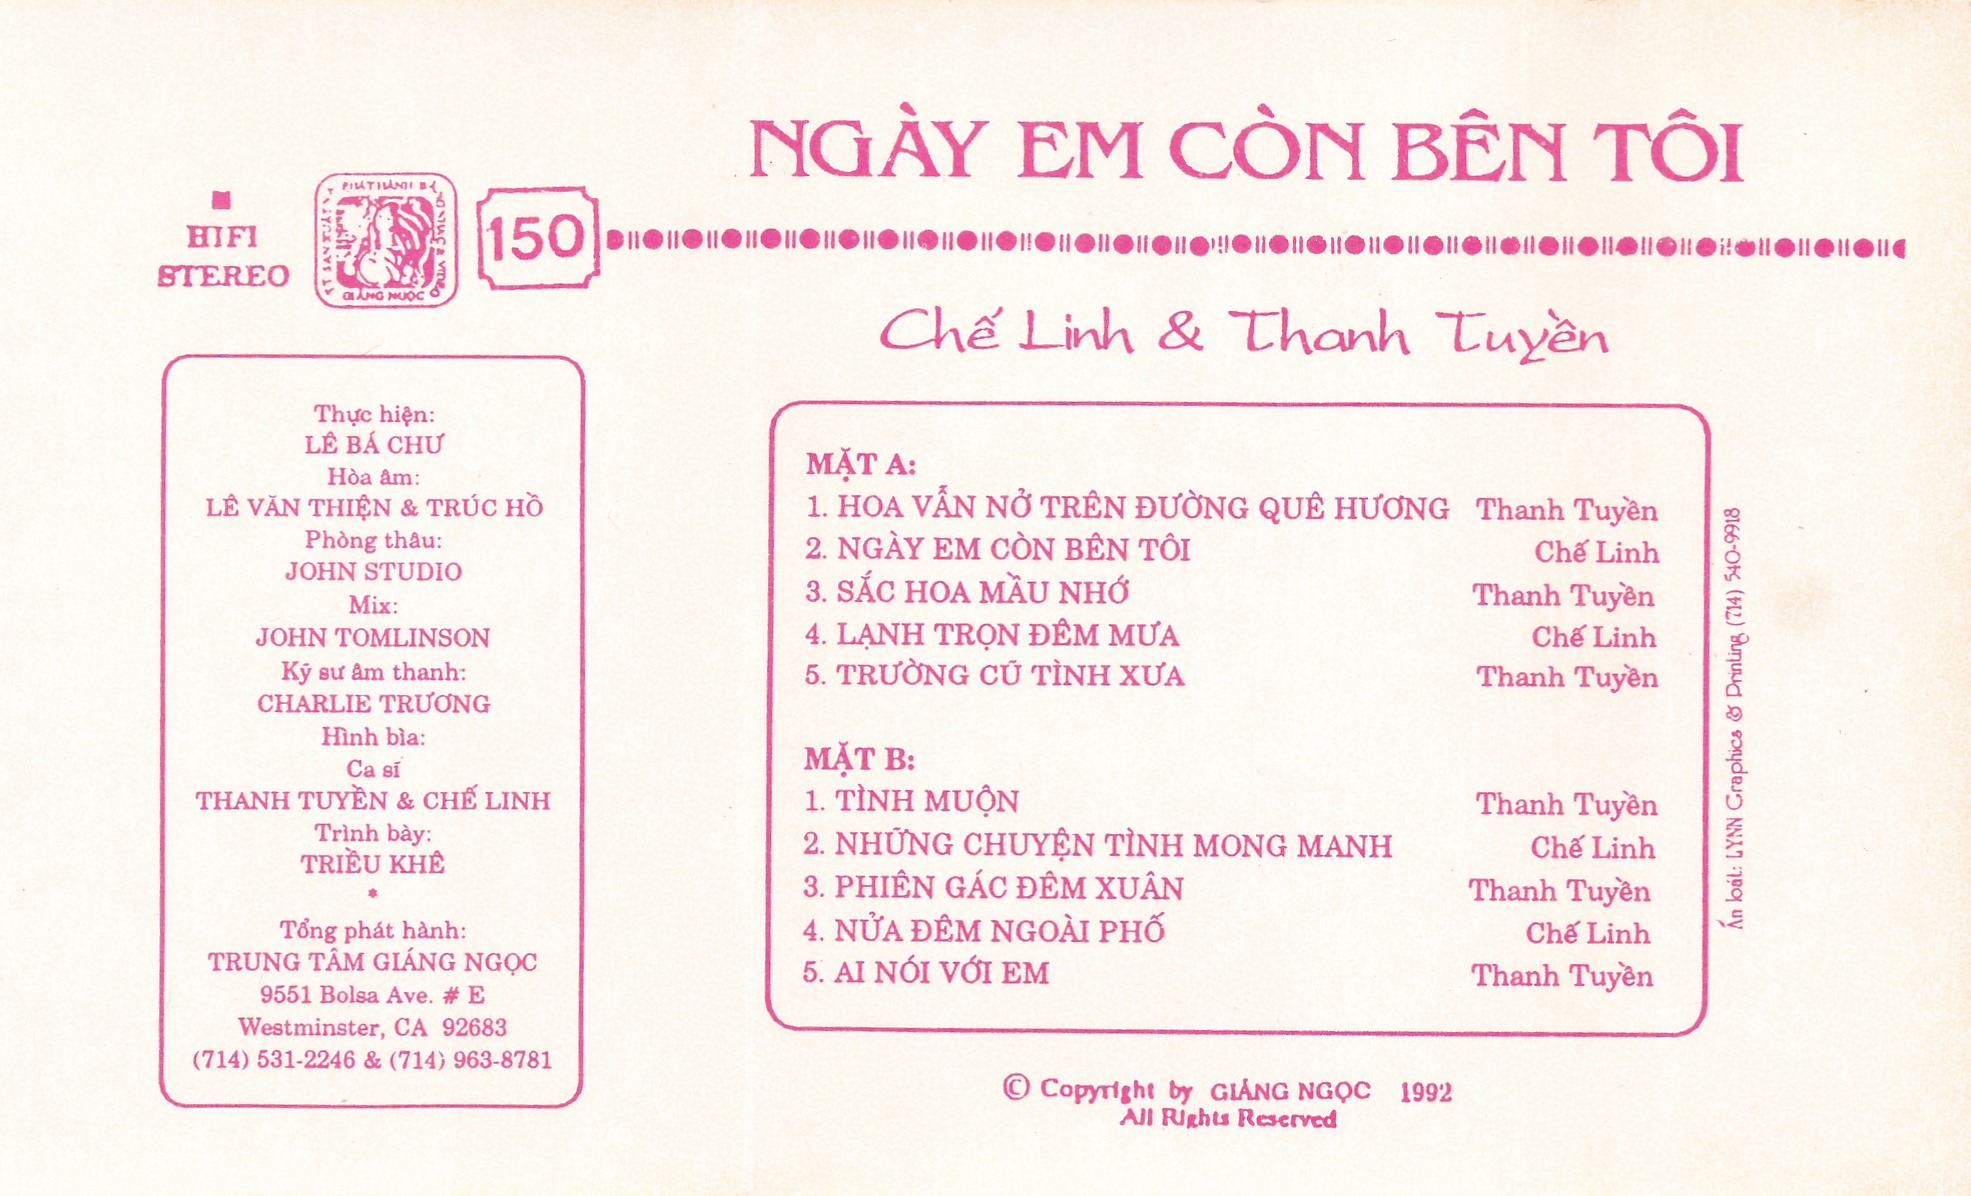 NGÀY EM CÒN BÊN TÔI
HIFI
STEREO
GIÁNG NGỌC
150
Chế Linh & Thanh Tuyền
Thực hiện:
LÊ BÁ CHƯ
Hòa âm:
LÊ VĂN THIỆN & TRÚC HỒ
Phòng thâu:
JOHN STUDIO
Mix:
JOHN TOMLINSON
Kỹ sư âm thanh:
CHARLIE TRƯƠNG
Hình bìa:
Ca sĩ
THANH TUYỀN & CHẾ LINH
Trình bày:
TRIỀU KHÊ
*
Tổng phát hành:
TRUNG TÂM GIÁNG NGỌC
9551 Bolsa Ave. # E
Westminster, CA 92683
(714) 531-2246 & (714) 963-8781
MẶT A:
1. HOA VẪN NỞ TRÊN ĐƯỜNG QUÊ HƯƠNG Thanh Tuyền
2. NGÀY EM CÒN BÊN TÔI Chế Linh
3. SẮC HOA MẦU NHỚ Thanh Tuyền
4. LẠNH TRỌN ĐÊM MƯA Chế Linh
5. TRƯỜNG CŨ TÌNH XƯA Thanh Tuyền
MẶT B:
1. TÌNH MUỘN Thanh Tuyền
2. NHỮNG CHUYỆN TÌNH MONG MANH Chế Linh
3. PHIÊN GÁC ĐÊM XUÂN Thanh Tuyền
4. NỬA ĐÊM NGOÀI PHỐ Chế Linh
5. AI NÓI VỚI EM Thanh Tuyền
Ấn loát: LYNN Graphics & Printing (714) 540-9918
© Copyright by GIÁNG NGỌC 1992
All Rights Reserved